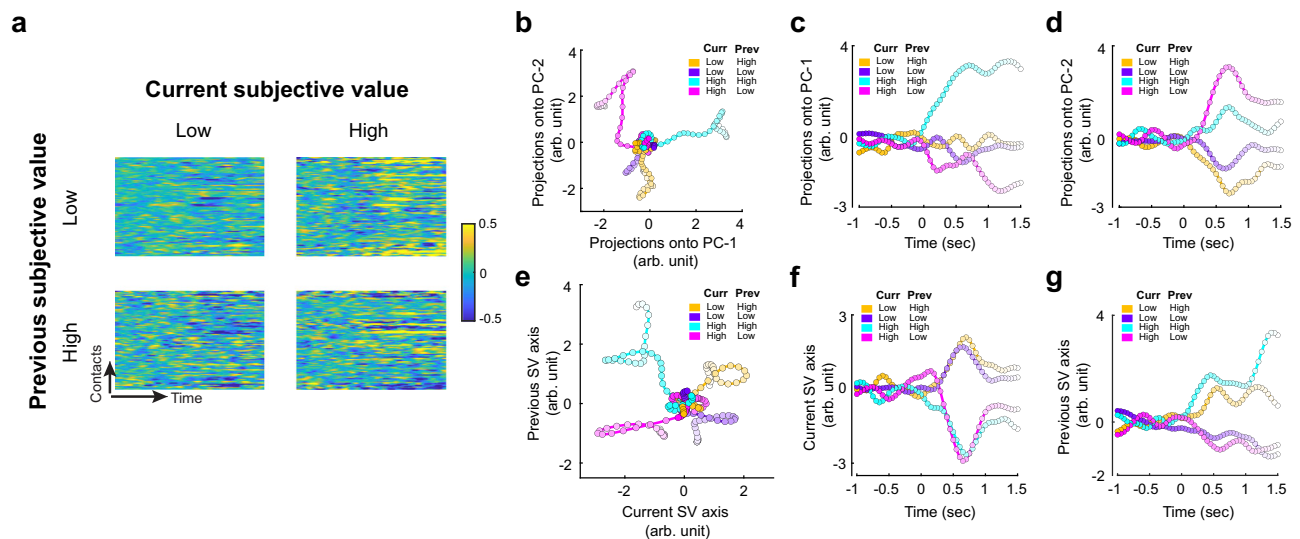 a
Current subjective value
Low
High
Previous subjective value
Low
High
Contacts
Time
0.5
0
-0.5
b
4
2
0
-2
-2
0
2
4
Projections onto PC-2
(arb. unit)
Projections onto PC-1
(arb. unit)
Curr Prev
Low High
Low Low
High High
High Low
c
4
0
-3
-1
-0.5
0
0.5
1
1.5
Projections onto PC-1
(arb. unit)
Time (sec)
Curr Prev
Low High
Low Low
High High
High Low
d
4
0
-3
-1
-0.5
0
0.5
1
1.5
Projections onto PC-2
(arb. unit)
Time (sec)
Curr Prev
Low High
Low Low
High High
High Low
e
4
2
0
-2
-2
0
2
Previous SV axis
(arb. unit)
Current SV axis
(arb. unit)
Curr Prev
Low High
Low Low
High High
High Low
f
3
0
-3
-1
-0.5
0
0.5
1
1.5
Current SV axis
(arb. unit)
Time (sec)
Curr Prev
Low High
Low Low
High High
High Low
g
4
0
-2
-1
-0.5
0
0.5
1
1.5
Previous SV axis
(arb. unit)
Time (sec)
Curr Prev
Low High
Low Low
High High
High Low